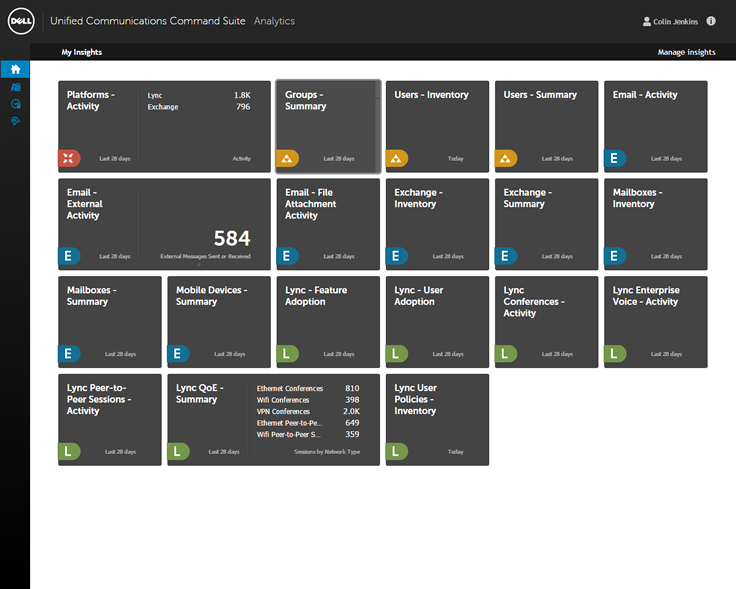 DELL
Unified Communications Command Suite Analytics
Colin Jenkins
My Insights
Manage insights
Platforms -
Activity
Lync 1.8K
Exchange 796
Last 28 days
Activity
Groups -
Summary
Last 28 days
Users - Inventory
Today
Users - Summary
Last 28 days
Email - Activity
E
Last 28 days
Email -
External
Activity
584
E
Last 28 days
External Messages Sent or Received
Email - File
Attachment
Activity
E
Last 28 days
Exchange -
Inventory
E
Last 28 days
Exchange -
Summary
E
Last 28 days
Mailboxes -
Inventory
E
Last 28 days
Mailboxes -
Summary
E
Last 28 days
Mobile Devices -
Summary
E
Last 28 days
Lync - Feature
Adoption
L
Last 28 days
Lync - User
Adoption
L
Last 28 days
Lync
Conferences -
Activity
L
Last 28 days
Lync Enterprise
Voice - Activity
L
Last 28 days
Lync Peer-to-
Peer Sessions -
Activity
L
Last 28 days
Lync QoE -
Summary
Ethernet Conferences 810
Wifi Conferences 398
VPN Conferences 2.0K
Ethernet Peer-to-Pe... 649
Wifi Peer-to-Peer S... 359
L
Last 28 days
Sessions by Network Type
Lync User
Policies -
Inventory
L
Today